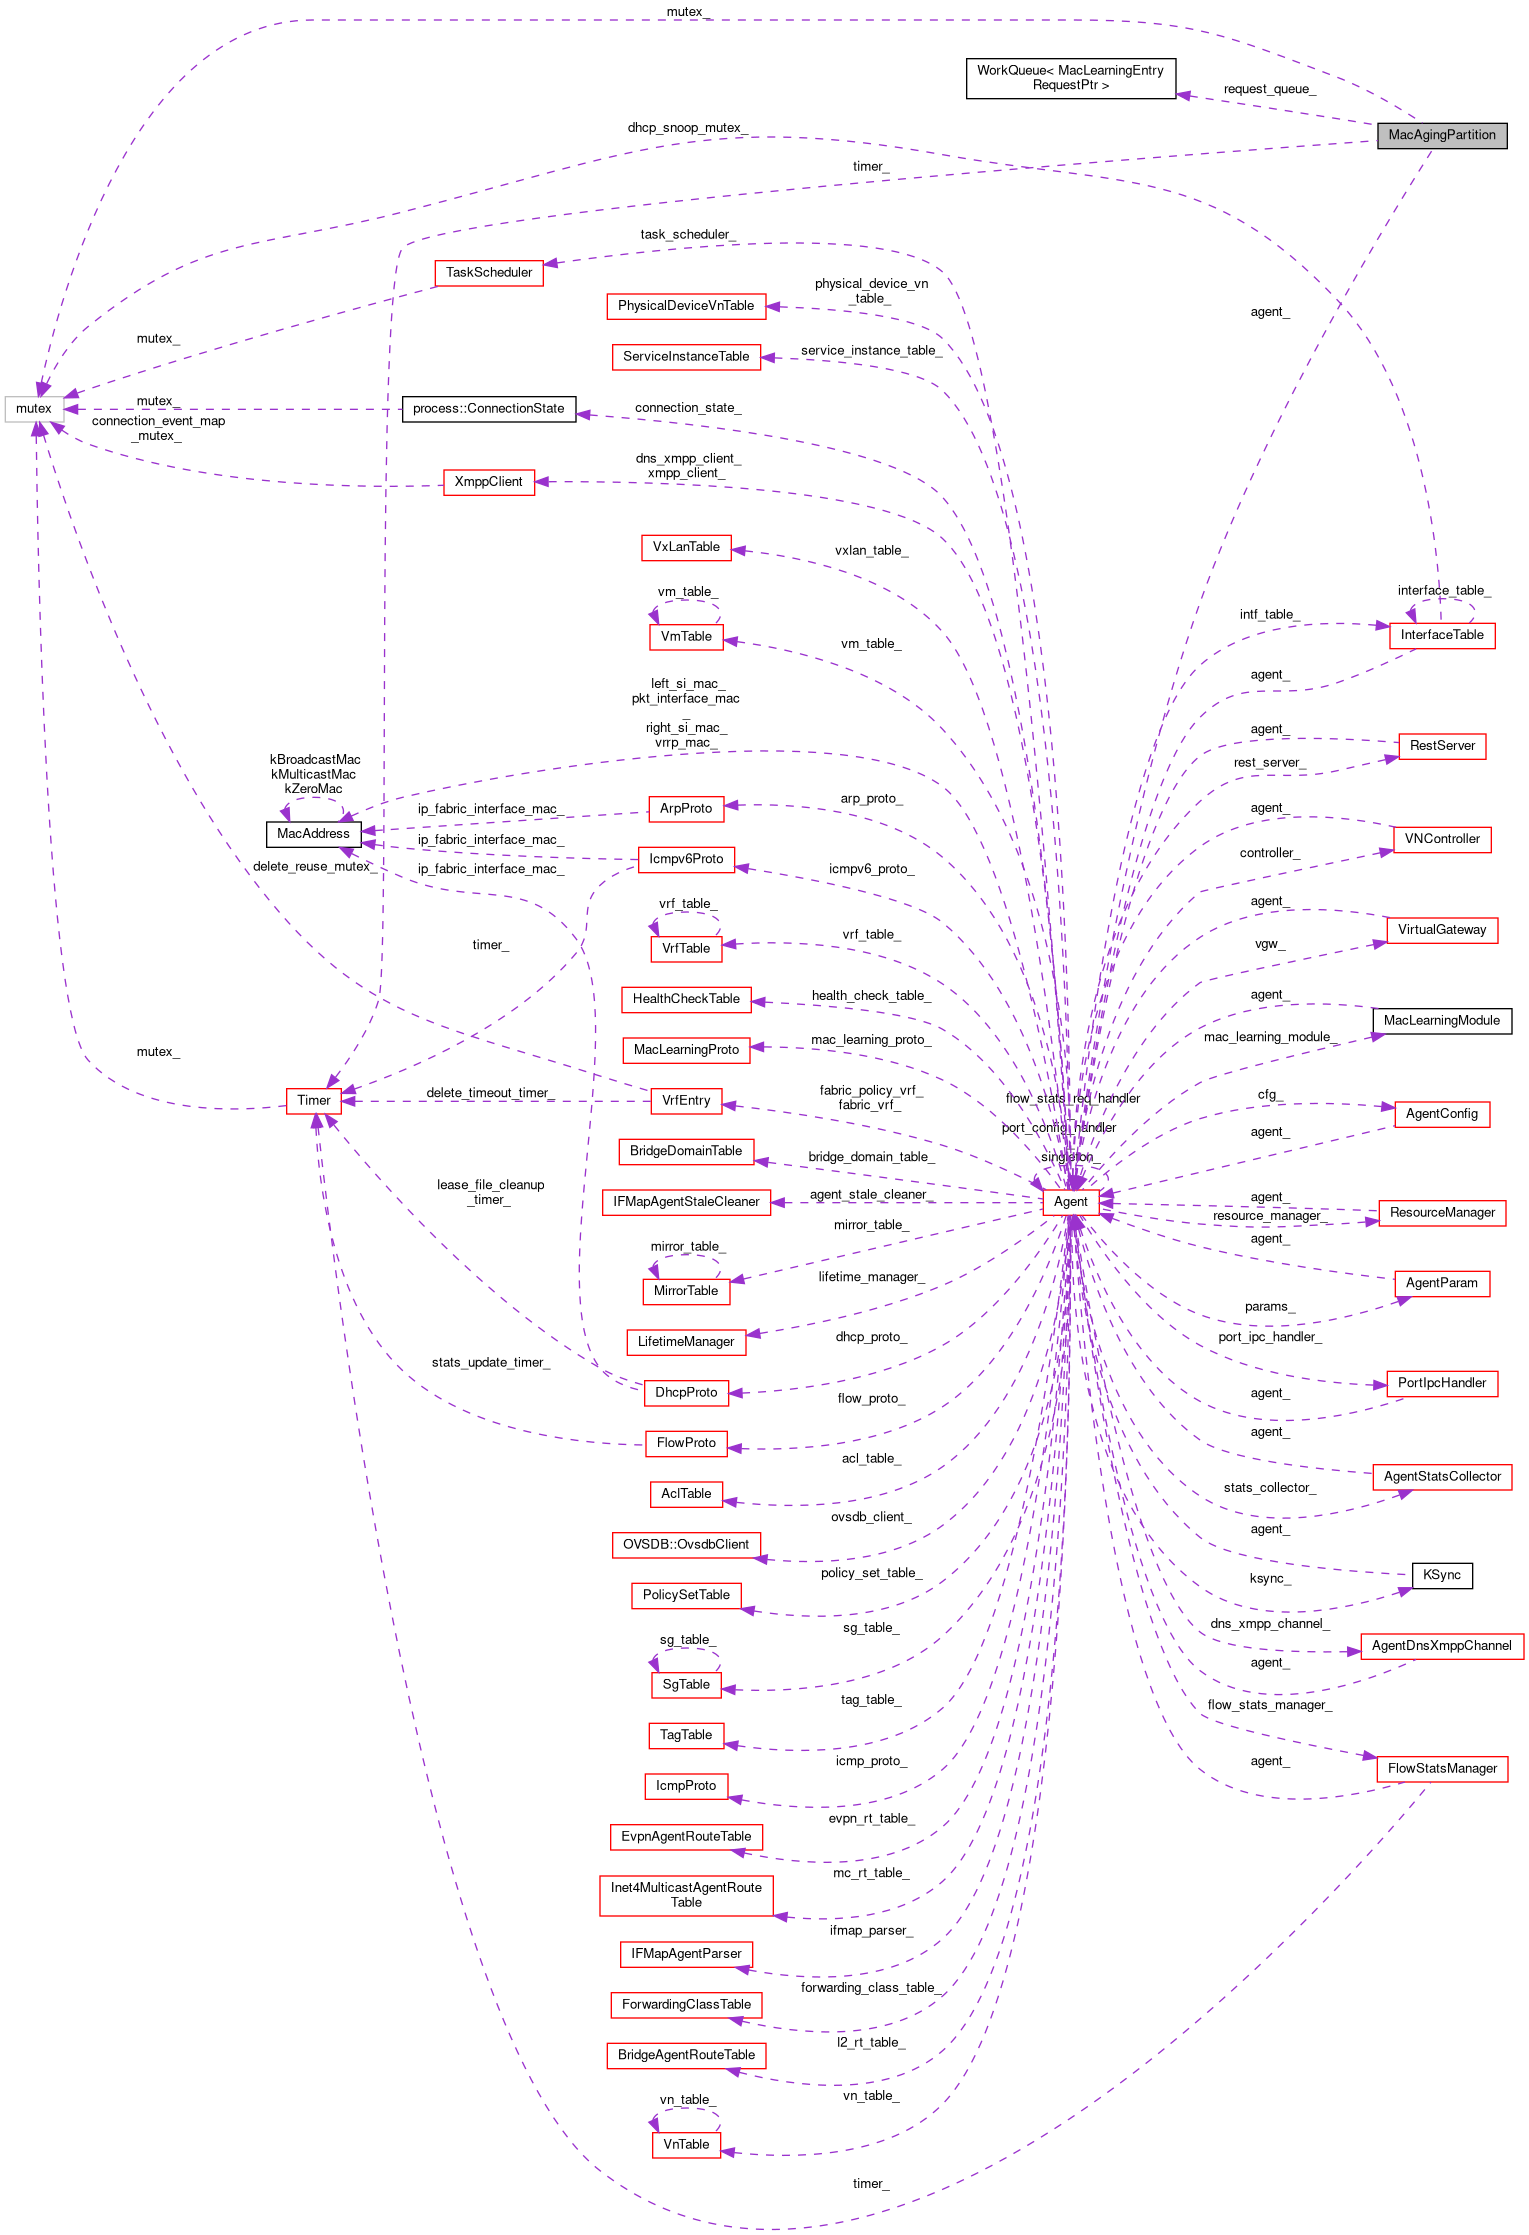 mutex_
WorkQueue< MacLearningEntry
RequestPtr >
request_queue_
MacAgingPartition
dhcp_snoop_mutex_
timer_
task_scheduler_
TaskScheduler
physical_device_vn
_table_
PhysicalDeviceVnTable
agent_
mutex_
service_instance_table_
ServiceInstanceTable
mutex
mutex_
process::ConnectionState
connection_state_
connection_event_map
_mutex_
dns_xmpp_client_
xmpp_client_
XmppClient
VxLanTable
vxlan_table_
vm_table_
interface_table_
intf_table_
VmTable
vm_table_
InterfaceTable
left_si_mac_
pkt_interface_mac
_
right_si_mac_
vrrp_mac_
agent_
agent_
RestServer
rest_server_
kBroadcastMac
kMulticastMac
kZeroMac
MacAddress
ip_fabric_interface_mac_
ArpProto
arp_proto_
agent_
ip_fabric_interface_mac_
VNController
controller_
Icmpv6Proto
icmpv6_proto_
delete_reuse_mutex_
ip_fabric_interface_mac_
vrf_table_
agent_
VirtualGateway
vgw_
timer_
VrfTable
vrf_table_
HealthCheckTable
health_check_table_
agent_
MacLearningModule
mac_learning_module_
MacLearningProto
mac_learning_proto_
mutex_
Timer
delete_timeout_timer_
VrfEntry
fabric_policy_vrf_
fabric_vrf_
flow_stats_req_handler
_
port_config_handler
_
singleton_
cfg_
AgentConfig
agent_
BridgeDomainTable
bridge_domain_table_
lease_file_cleanup
_timer_
IFMapAgentStaleCleaner
agent_stale_cleaner_
Agent
agent_
resource_manager_
ResourceManager
mirror_table_
mirror_table_
MirrorTable
agent_
AgentParam
params_
lifetime_manager_
LifetimeManager
port_ipc_handler_
stats_update_timer_
dhcp_proto_
DhcpProto
PortIpcHandler
agent_
flow_proto_
FlowProto
agent_
AgentStatsCollector
stats_collector_
acl_table_
AclTable
ovsdb_client_
OVSDB::OvsdbClient
agent_
KSync
ksync_
policy_set_table_
PolicySetTable
sg_table_
sg_table_
SgTable
dns_xmpp_channel_
AgentDnsXmppChannel
agent_
tag_table_
TagTable
flow_stats_manager_
FlowStatsManager
agent_
icmp_proto_
IcmpProto
evpn_rt_table_
EvpnAgentRouteTable
mc_rt_table_
Inet4MulticastAgentRoute
Table
ifmap_parser_
IFMapAgentParser
forwarding_class_table_
ForwardingClassTable
l2_rt_table_
BridgeAgentRouteTable
vn_table_
vn_table_
VnTable
timer_